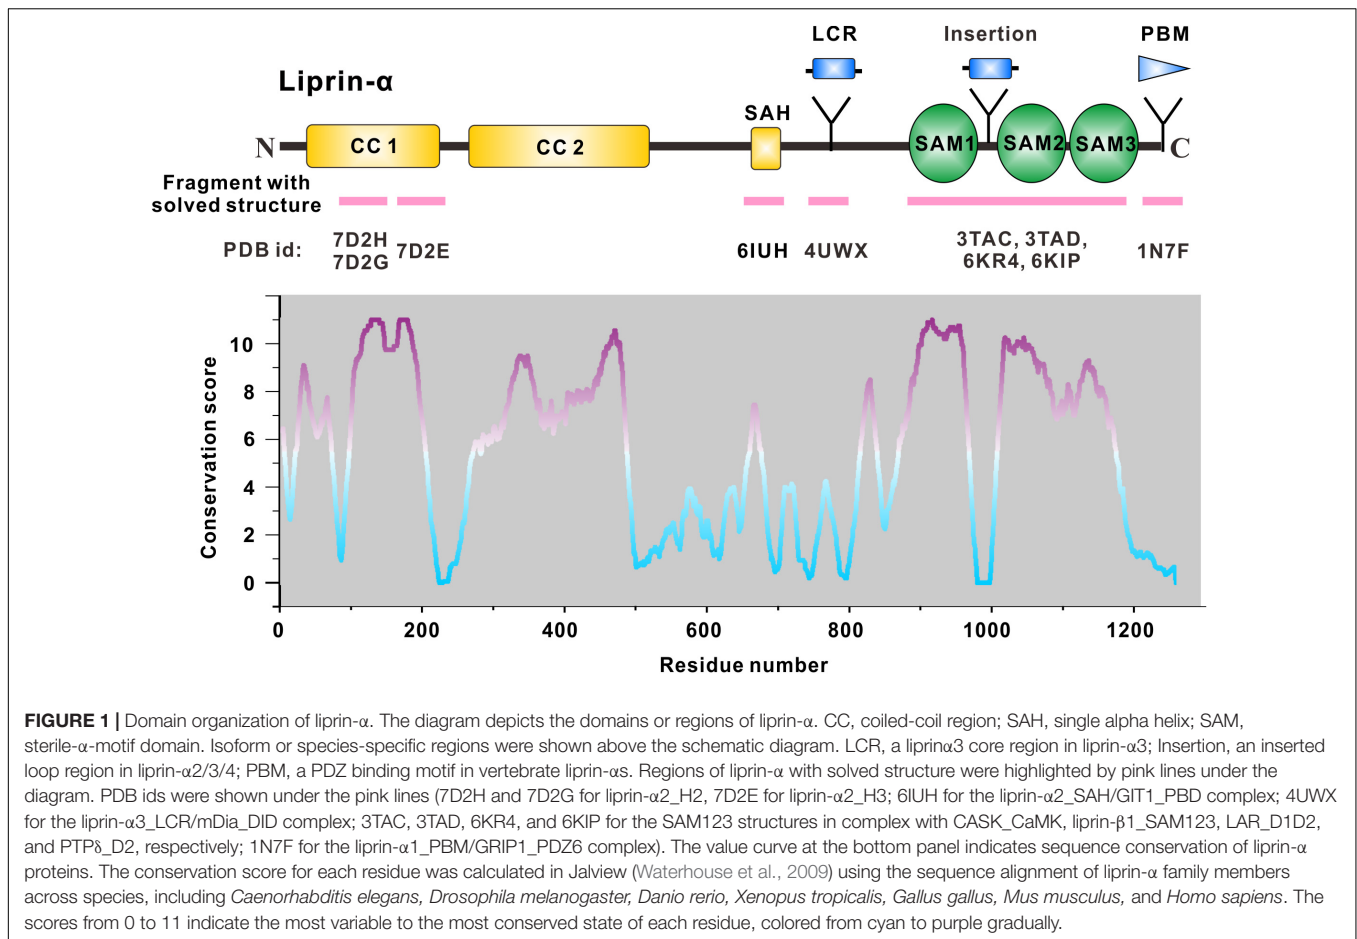 LCR Insertion PBM
Liprin-α
SAH
N CC 1 CC 2 SAM1 SAM2 SAM3 C
Fragment with
solved structure
PDB id: 7D2H 7D2G 7D2E 6IUH 4UWX 3TAC, 3TAD, 6KR4, 6KIP 1N7F
Conservation score
10
8
6
4
2
0
0 200 400 600 800 1000 1200
Residue number
FIGURE 1 | Domain organization of liprin-α. The diagram depicts the domains or regions of liprin-α. CC, coiled-coil region; SAH, single alpha helix; SAM,
sterile-α-motif domain. Isoform or species-specific regions were shown above the schematic diagram. LCR, a liprinα3 core region in liprin-α3; Insertion, an inserted
loop region in liprin-α2/3/4; PBM, a PDZ binding motif in vertebrate liprin-αs. Regions of liprin-α with solved structure were highlighted by pink lines under the
diagram. PDB ids were shown under the pink lines (7D2H and 7D2G for liprin-α2_H2, 7D2E for liprin-α2_H3; 6IUH for the liprin-α2_SAH/GIT1_PBD complex; 4UWX
for the liprin-α3_LCR/mDia_DID complex; 3TAC, 3TAD, 6KR4, and 6KIP for the SAM123 structures in complex with CASK_CaMK, liprin-β1_SAM123, LAR_D1D2,
and PTPδ_D2, respectively; 1N7F for the liprin-α1_PBM/GRIP1_PDZ6 complex). The value curve at the bottom panel indicates sequence conservation of liprin-α
proteins. The conservation score for each residue was calculated in Jalview (Waterhouse et al., 2009) using the sequence alignment of liprin-α family members
across species, including Caenorhabditis elegans, Drosophila melanogaster, Danio rerio, Xenopus tropicalis, Gallus gallus, Mus musculus, and Homo sapiens. The
scores from 0 to 11 indicate the most variable to the most conserved state of each residue, colored from cyan to purple gradually.